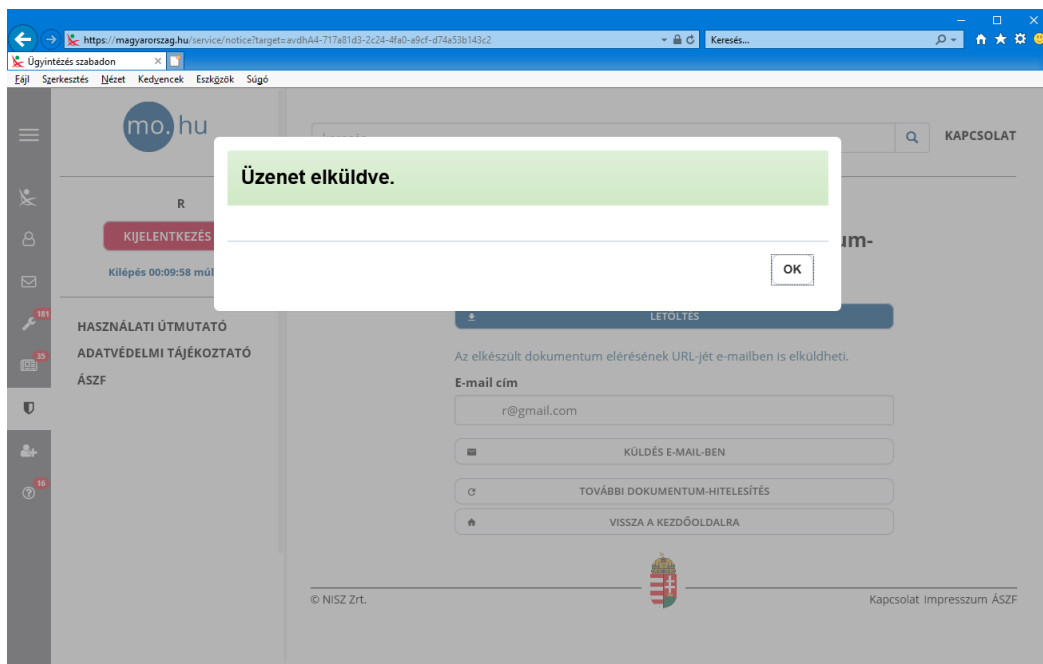 https://magyarorszag.hu/service/notice?target=avdhA4-717a81d3-2c24-4fa0-a9cf-d74a53b143c2
Keresés...
Ügyintézés szabadon
Fájl Szerkesztés Nézet Kedvencek Eszközök Súgó
mo.hu
KAPCSOLAT
Üzenet elküldve.
OK
R
KIJELENTKEZÉS
Kilépés 00:09:58 múl
181
35
16
HASZNÁLATI ÚTMUTATÓ
ADATVÉDELMI TÁJÉKOZTATÓ
ÁSZF
um-
LETÖLTÉS
Az elkészült dokumentum elérésének URL-jét e-mailben is elküldheti.
E-mail cím
r@gmail.com
KÜLDÉS E-MAIL-BEN
TOVÁBBI DOKUMENTUM-HITELESÍTÉS
VISSZA A KEZDŐOLDALRA
© NISZ Zrt.
Kapcsolat Impresszum ÁSZF